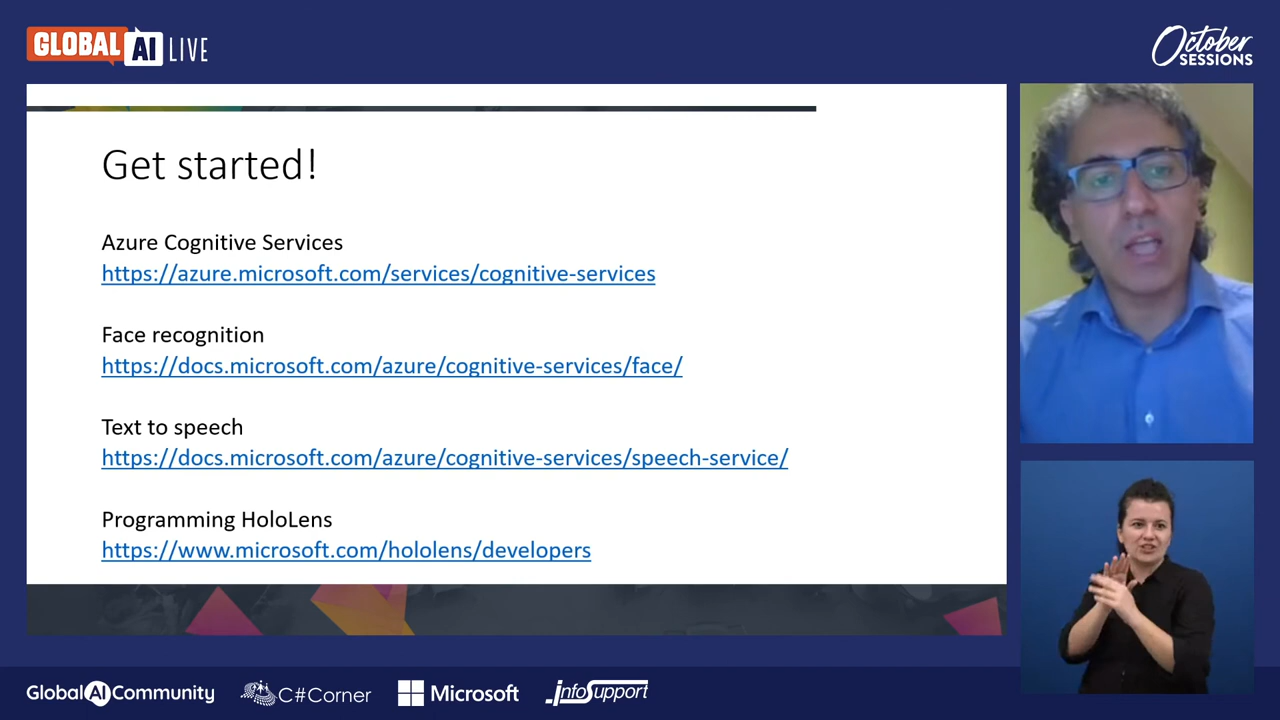 GLOBAL AI LIVE
October
SESSIONS
Get started!
Azure Cognitive Services
https://azure.microsoft.com/services/cognitive-services
Face recognition
https://docs.microsoft.com/azure/cognitive-services/face/
Text to speech
https://docs.microsoft.com/azure/cognitive-services/speech-service/
Programming HoloLens
https://www.microsoft.com/hololens/developers
Global AI Community
C#Corner
Microsoft
infoSupport